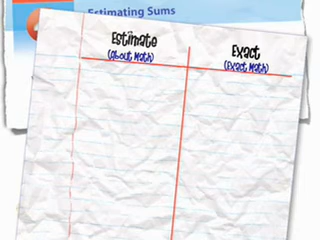 Estimating Sums
Estimate
(About Math)
Exact
(Exact Math)